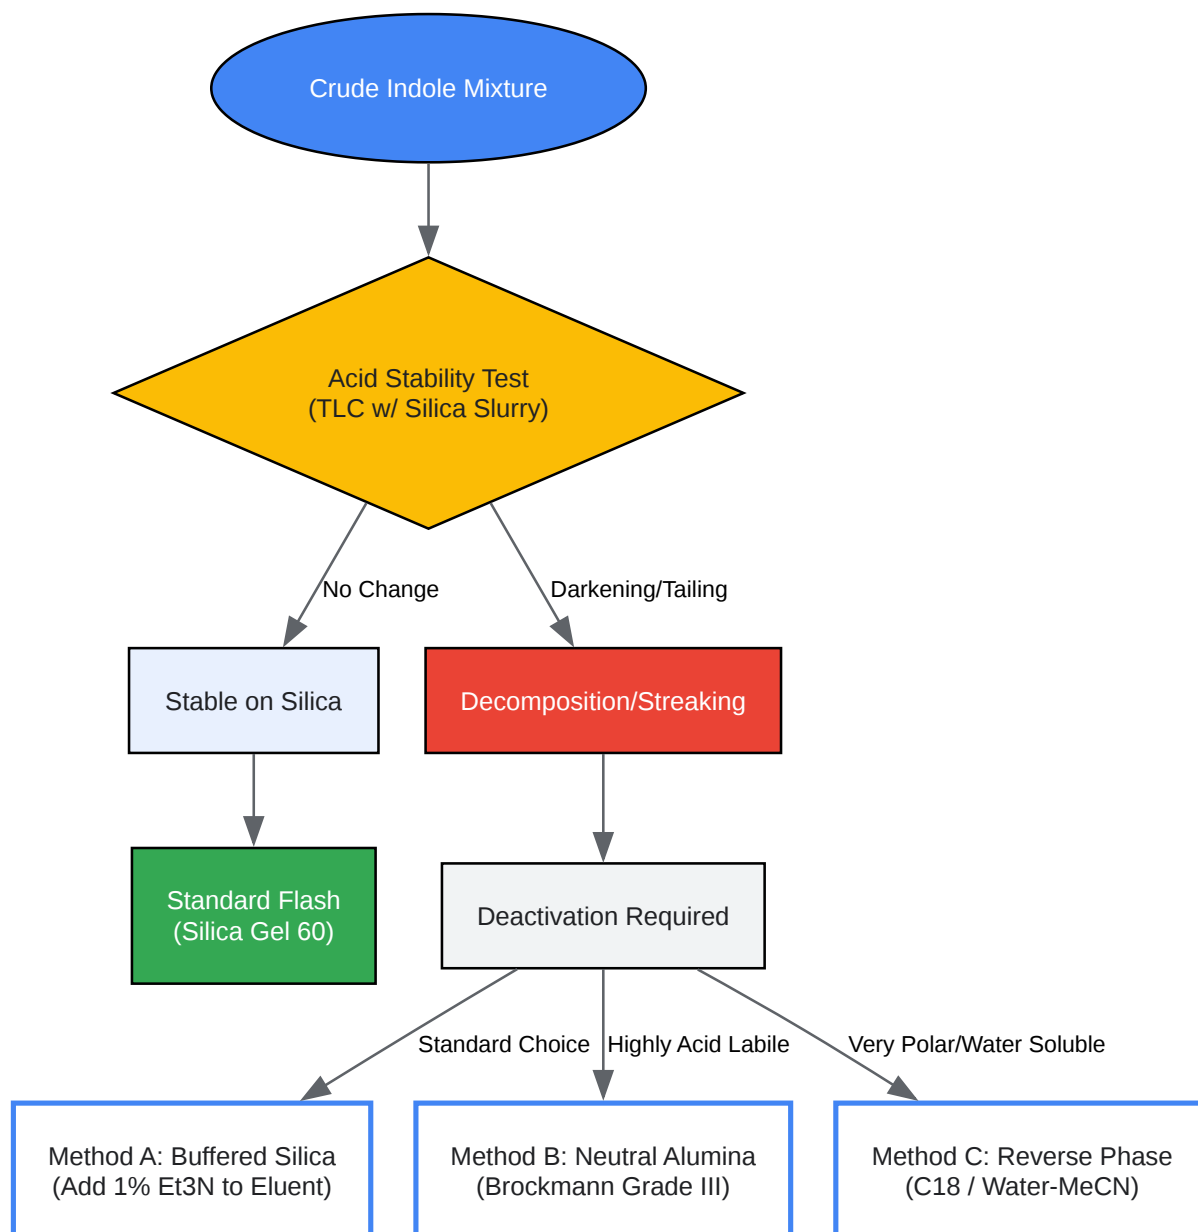 Crude Indole Mixture
Acid Stability Test
(TLC w/ Silica Slurry)
No Change
Darkening/Tailing
Stable on Silica
Decomposition/Streaking
Standard Flash
(Silica Gel 60)
Deactivation Required
Standard Choice
Highly Acid Labile
Very Polar/Water Soluble
Method A: Buffered Silica
(Add 1% Et3N to Eluent)
Method B: Neutral Alumina
(Brockmann Grade III)
Method C: Reverse Phase
(C18 / Water-MeCN)